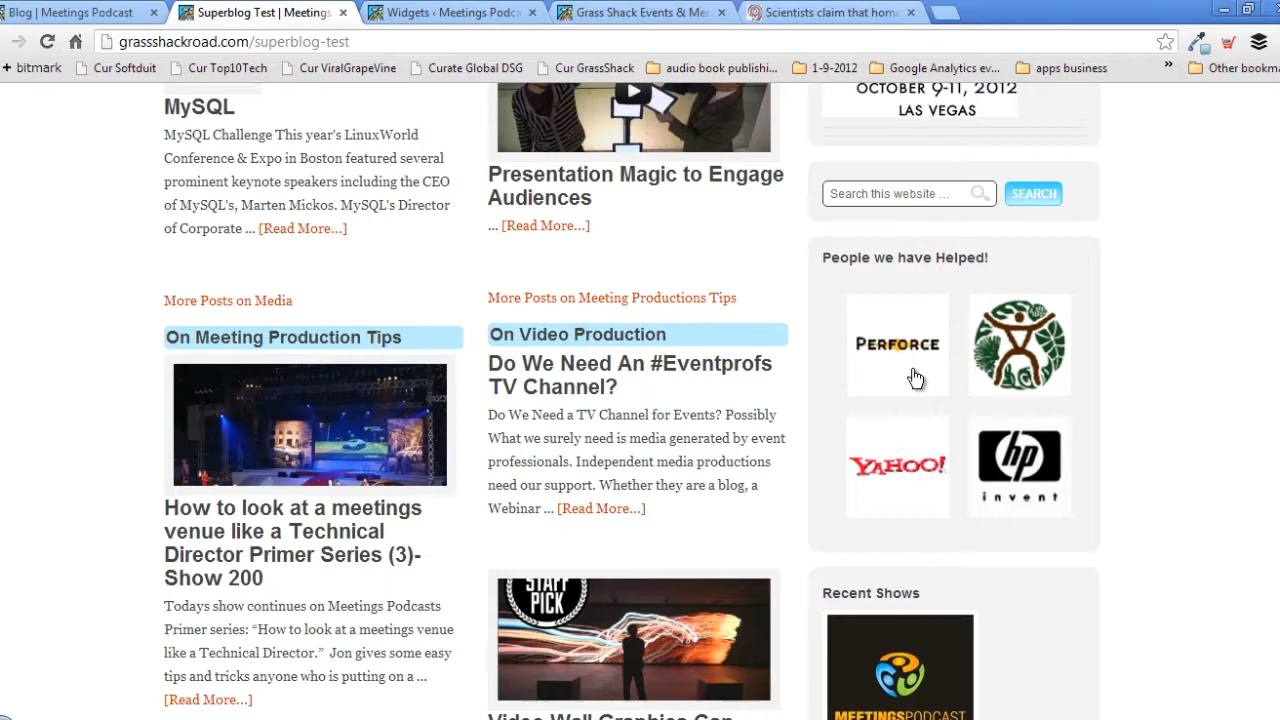 Blog | Meetings Podcast
Superblog Test | Meetings
Widgets ‹ Meetings Podca
Grass Shack Events & Me
Scientists claim that hom
grassshackroad.com/superblog-test
+ bitmark
Cur Softduit
Cur Top10Tech
Cur ViralGrapeVine
Curate Global DSG
Cur GrassShack
audio book publishi...
1-9-2012
Google Analytics ev...
apps business
»
Other bookma
MySQL
MySQL Challenge This year's LinuxWorld
Conference & Expo in Boston featured several
prominent keynote speakers including the CEO
of MySQL's, Marten Mickos. MySQL's Director
of Corporate ... [Read More...]
More Posts on Media
On Meeting Production Tips
How to look at a meetings
venue like a Technical
Director Primer Series (3)-
Show 200
Todays show continues on Meetings Podcasts
Primer series: “How to look at a meetings venue
like a Technical Director.” Jon gives some easy
tips and tricks anyone who is putting on a ...
[Read More...]
Presentation Magic to Engage
Audiences
... [Read More...]
More Posts on Meeting Productions Tips
On Video Production
Do We Need An #Eventprofs
TV Channel?
Do We Need a TV Channel for Events? Possibly
What we surely need is media generated by event
professionals. Independent media productions
need our support. Whether they are a blog, a
Webinar ... [Read More...]
STAFF
PICK
Video Wall Graphics Can
OCTOBER 9-11, 2012
LAS VEGAS
Search this website ...
SEARCH
People we have Helped!
PERFORCE
YAHOO!
hp
invent
Recent Shows
MEETINGSPODCAST